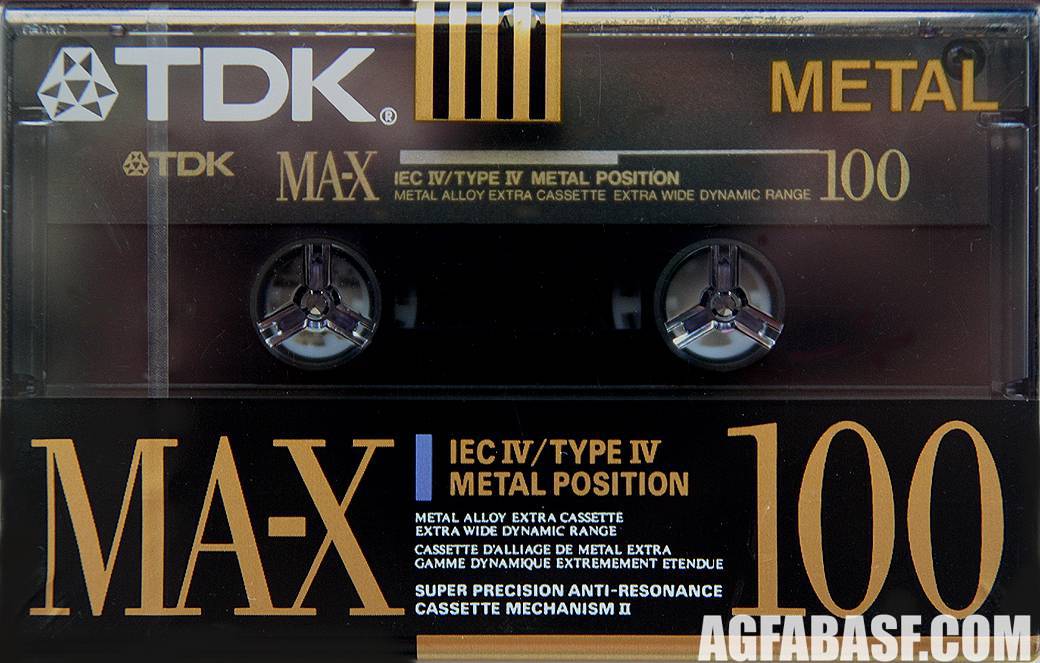 TDK®
METAL
TDK MA-X IEC IV/TYPE IV METAL POSITION 100
METAL ALLOY EXTRA CASSETTE EXTRA WIDE DYNAMIC RANGE
MA-X
IEC IV/TYPE IV
METAL POSITION
METAL ALLOY EXTRA CASSETTE
EXTRA WIDE DYNAMIC RANGE
CASSETTE D'ALLIAGE DE METAL EXTRA
GAMME DYNAMIQUE EXTREMEMENT ETENDUE
SUPER PRECISION ANTI-RESONANCE
CASSETTE MECHANISM II
100
AGFABASF.COM